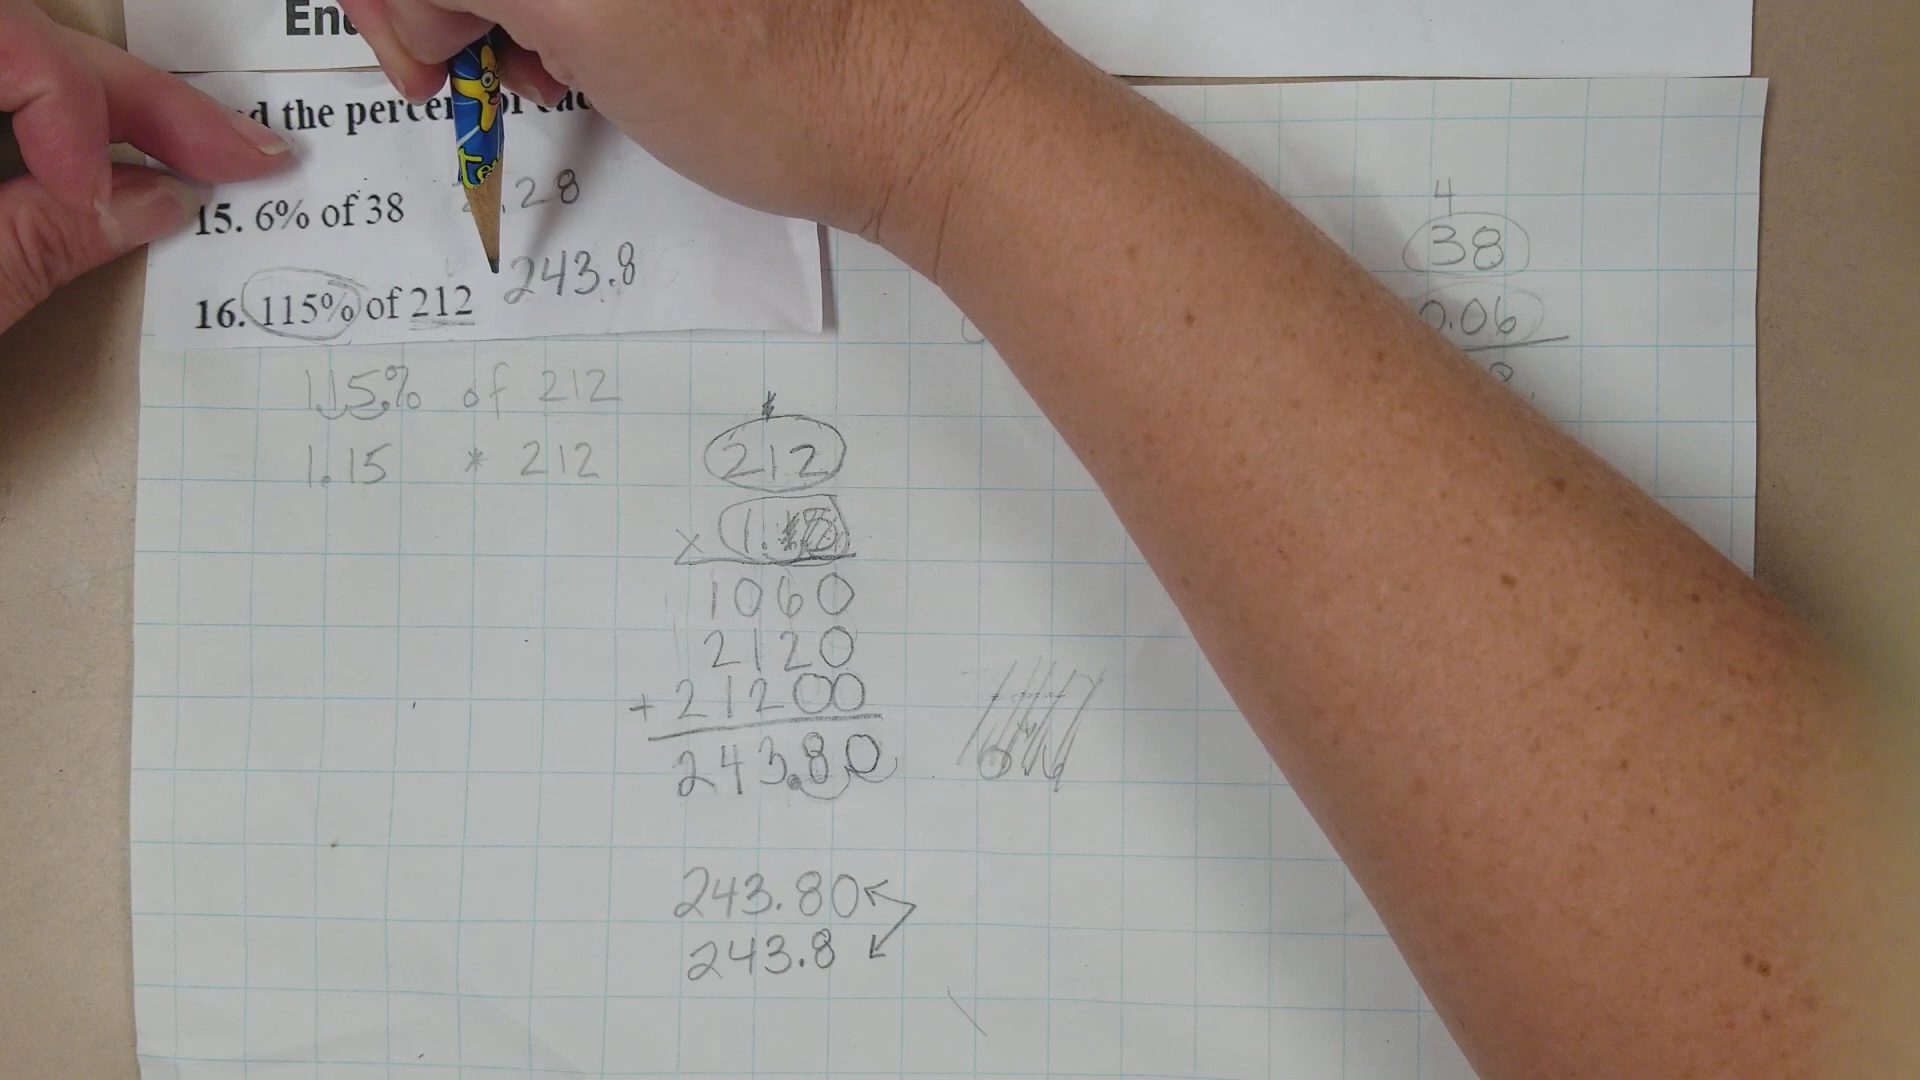 the percent
15. 6% of 38 .28
16. 115% of 212 243.8
115.% of 212
1.15 * 212
212
x 1.15
1060
2120
+ 21200
243.80
243.80
243.8
4
38
0.06